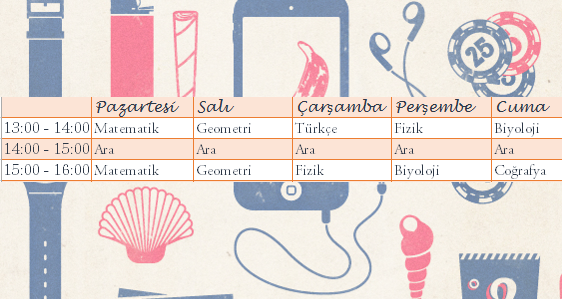 Pazartesi Salı Çarşamba Perşembe Cuma
13:00 - 14:00 Matematik Geometri Türkçe Fizik Biyoloji
14:00 - 15:00 Ara Ara Ara Ara Ara
15:00 - 16:00 Matematik Geometri Fizik Biyoloji Coğrafya
25